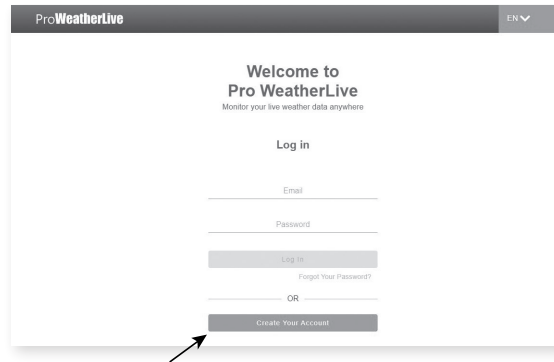 ProWeatherLive
EN
Welcome to
Pro WeatherLive
Monitor your live weather data anywhere
Log in
Email
Password
Log in
Forgot Your Password?
OR
Create Your Account